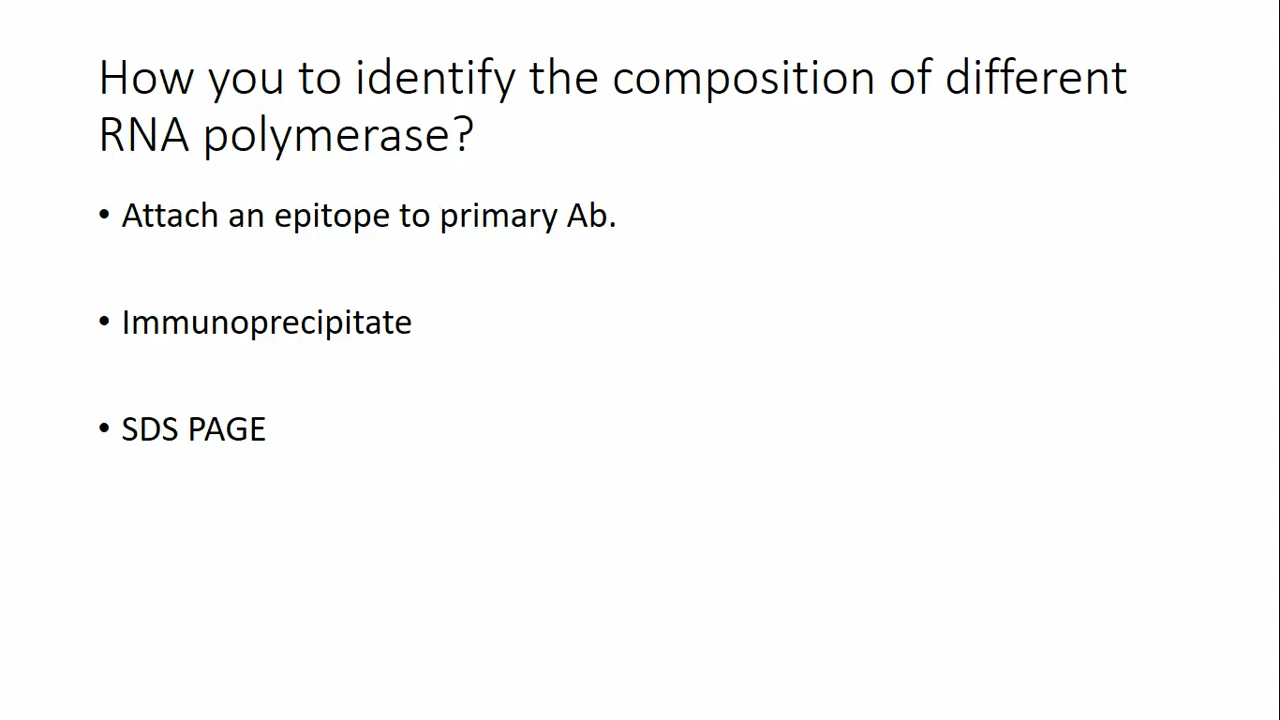 How you to identify the composition of different
RNA polymerase?
• Attach an epitope to primary Ab.
• Immunoprecipitate
• SDS PAGE